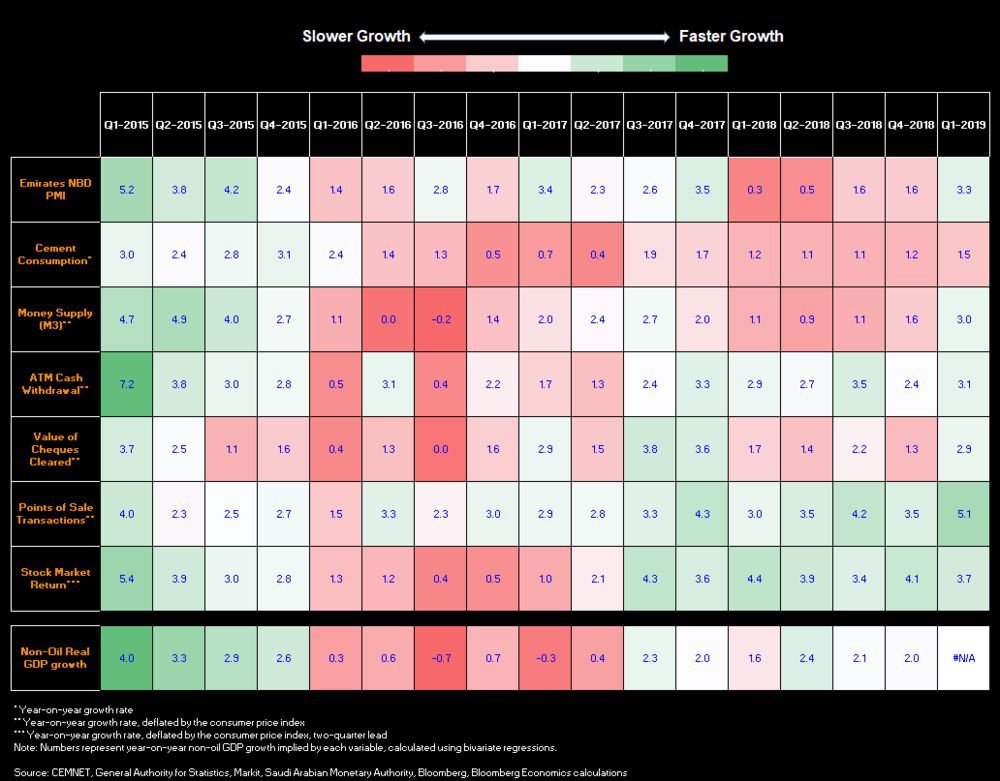 Slower Growth Faster Growth
Q1-2015 Q2-2015 Q3-2015 Q4-2015 Q1-2016 Q2-2016 Q3-2016 Q4-2016 Q1-2017 Q2-2017 Q3-2017 Q4-2017 Q1-2018 Q2-2018 Q3-2018 Q4-2018 Q1-2019
Emirates NBD
PMI
5.2 3.8 4.2 2.4 1.4 1.6 2.8 1.7 3.4 2.3 2.6 3.5 0.3 0.5 1.6 1.6 3.3
Cement
Consumption*
3.0 2.4 2.8 3.1 2.4 1.4 1.3 0.5 0.7 0.4 1.9 1.7 1.2 1.1 1.1 1.2 1.5
Money Supply
(M3)**
4.7 4.9 4.0 2.7 1.1 0.0 -0.2 1.4 2.0 2.4 2.7 2.0 1.1 0.9 1.1 1.6 3.0
ATM Cash
Withdrawal**
7.2 3.8 3.0 2.8 0.5 3.1 0.4 2.2 1.7 1.3 2.4 3.3 2.9 2.7 3.5 2.4 3.1
Value of
Cheques
Cleared**
3.7 2.5 1.1 1.6 0.4 1.3 0.0 1.6 2.9 1.5 3.8 3.6 1.7 1.4 2.2 1.3 2.9
Points of Sale
Transactions**
4.0 2.3 2.5 2.7 1.5 3.3 2.3 3.0 2.9 2.8 3.3 4.3 3.0 3.5 4.2 3.5 5.1
Stock Market
Return***
5.4 3.9 3.0 2.8 1.3 1.2 0.4 0.5 1.0 2.1 4.3 3.6 4.4 3.9 3.4 4.1 3.7
Non-Oil Real
GDP growth
4.0 3.3 2.9 2.6 0.3 0.6 -0.7 0.7 -0.3 0.4 2.3 2.0 1.6 2.4 2.1 2.0 #N/A
* Year-on-year growth rate
** Year-on-year growth rate, deflated by the consumer price index
*** Year-on-year growth rate, deflated by the consumer price index, two-quarter lead
Note: Numbers represent year-on-year non-oil GDP growth implied by each variable, calculated using bivariate regressions.
Source: CEMNET, General Authority for Statistics, Markit, Saudi Arabian Monetary Authority, Bloomberg, Bloomberg Economics calculations